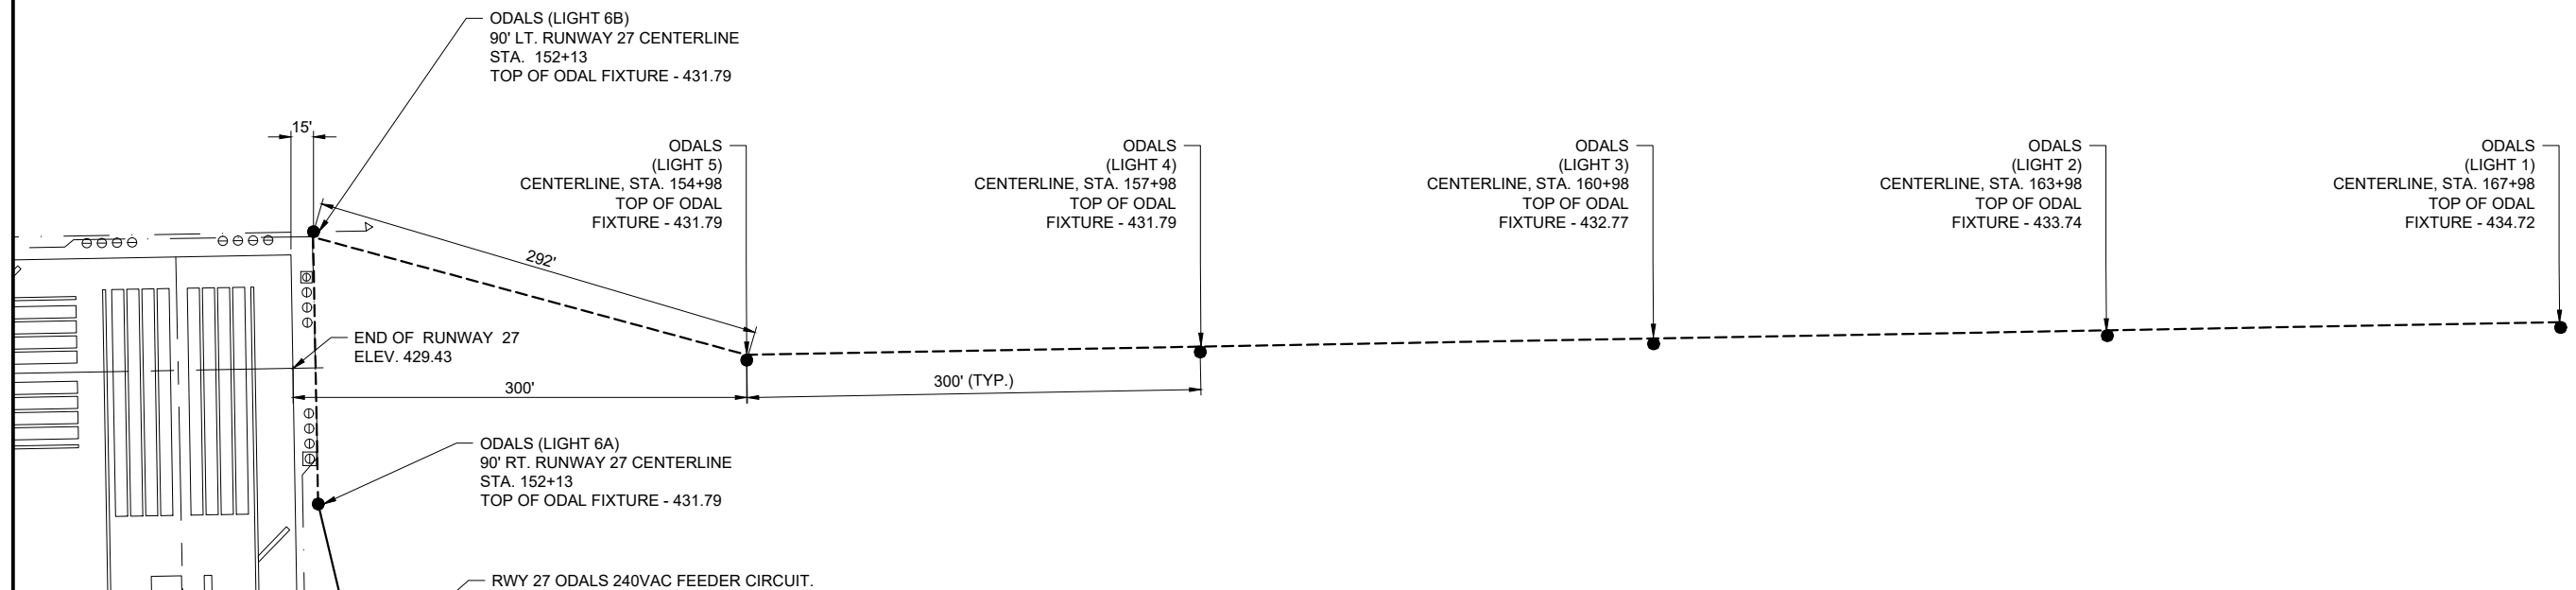 ODALS (LIGHT 6B)
90' LT. RUNWAY 27 CENTERLINE
STA. 152+13
TOP OF ODAL FIXTURE - 431.79
15'
ODALS
(LIGHT 5)
CENTERLINE, STA. 154+98
TOP OF ODAL
FIXTURE - 431.79
ODALS
(LIGHT 4)
CENTERLINE, STA. 157+98
TOP OF ODAL
FIXTURE - 431.79
ODALS
(LIGHT 3)
CENTERLINE, STA. 160+98
TOP OF ODAL
FIXTURE - 432.77
ODALS
(LIGHT 2)
CENTERLINE, STA. 163+98
TOP OF ODAL
FIXTURE - 433.74
ODALS
(LIGHT 1)
CENTERLINE, STA. 167+98
TOP OF ODAL
FIXTURE - 434.72
292'
END OF RUNWAY 27
ELEV. 429.43
300'
300' (TYP.)
ODALS (LIGHT 6A)
90' RT. RUNWAY 27 CENTERLINE
STA. 152+13
TOP OF ODAL FIXTURE - 431.79
RWY 27 ODALS 240VAC FEEDER CIRCUIT.